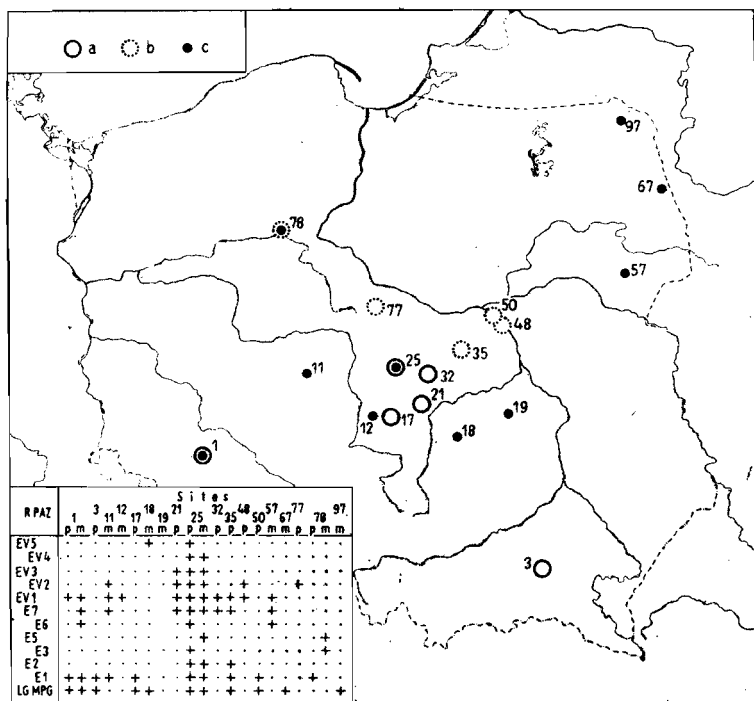 a b c
97
67
78
57
77
50
48
35
25
11
32
21
12
17
19
18
1
3
Sites
R PAZ
1 3 11 12 17 18 19 21 25 32 35 48 50 57 67 77 78 97
p m p m m p m m p p m p p p p m m p p m m
EV5
EV4
EV3
EV2
EV1
E7
E6
E5
E3
E2
E1
LG MPG